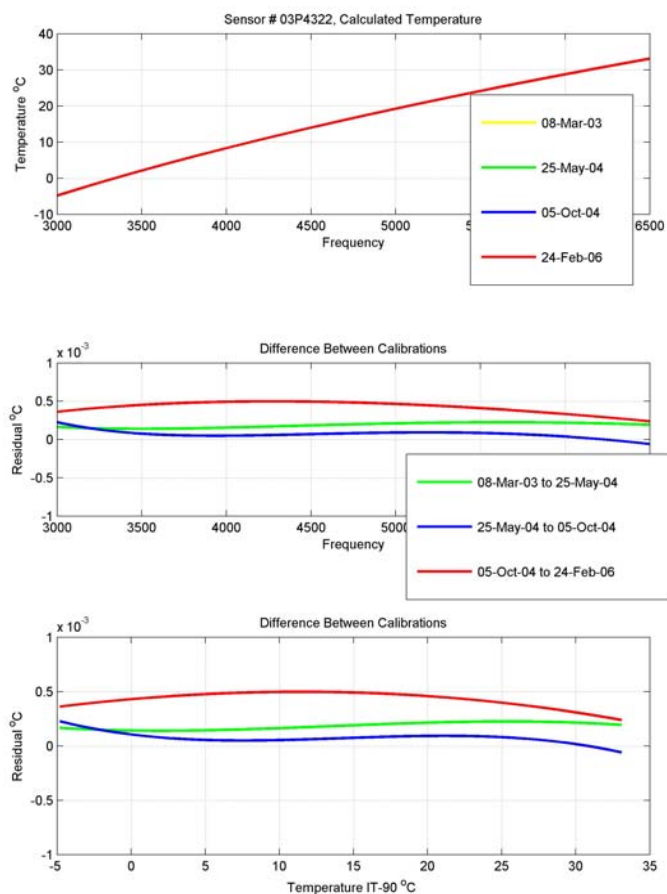 Sensor # 03P4322, Calculated Temperature
40
30
20
10
0
-10
Temperature °C
3000 3500 4000 4500 5000 6500
Frequency
08-Mar-03
25-May-04
05-Oct-04
24-Feb-06
x 10⁻³
Difference Between Calibrations
1
0.5
0
-0.5
-1
Residual °C
3000 3500 4000 4500 5000
Frequency
08-Mar-03 to 25-May-04
25-May-04 to 05-Oct-04
05-Oct-04 to 24-Feb-06
x 10⁻³
Difference Between Calibrations
1
0.5
0
-0.5
-1
Residual °C
-5 0 5 10 15 20 25 30 35
Temperature IT-90 °C